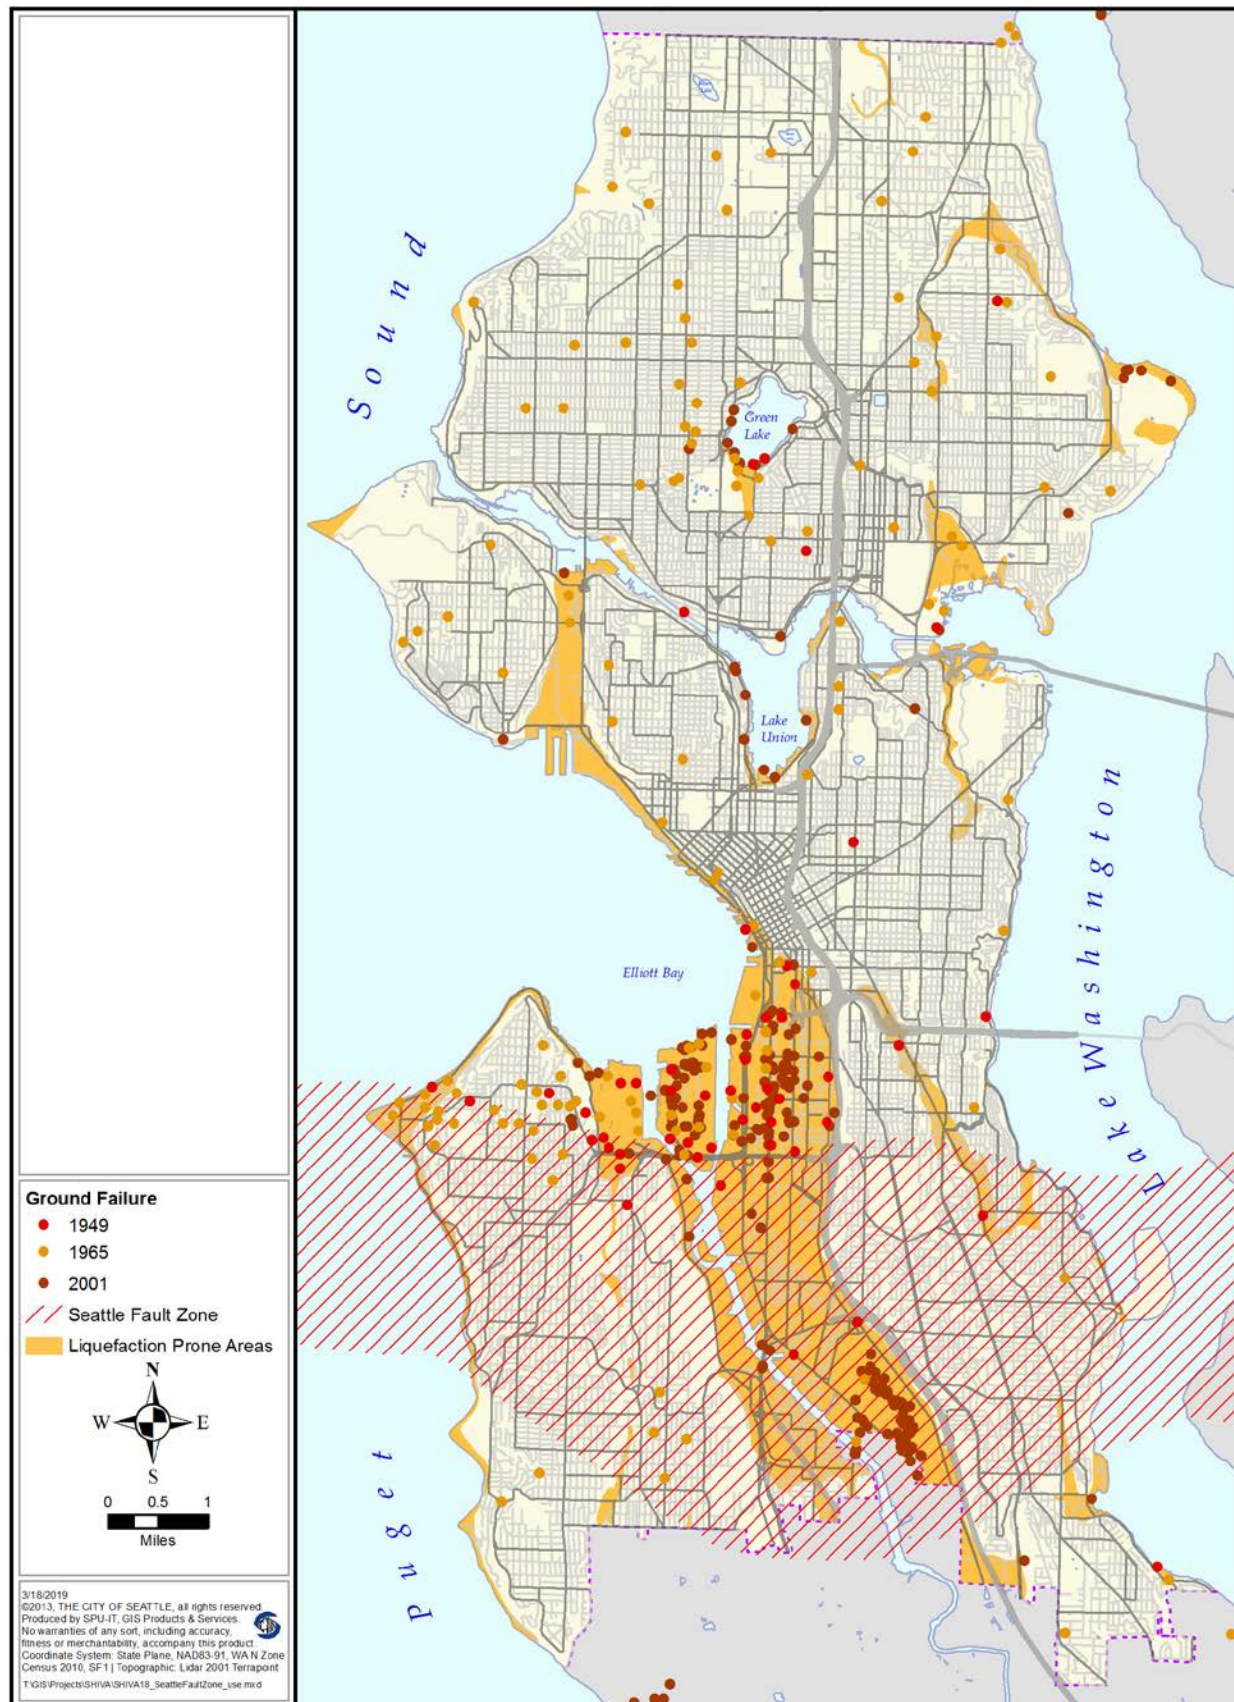 Sound
Green
Lake
Lake
Union
Lake Washington
Elliott Bay
Puget
Ground Failure
1949
1965
2001
Seattle Fault Zone
Liquefaction Prone Areas
N
W
E
S
0 0.5 1
Miles
3/18/2019
©2013, THE CITY OF SEATTLE, all rights reserved.
Produced by SPU-IT, GIS Products & Services.
No warranties of any sort, including accuracy,
fitness or merchantability, accompany this product.
Coordinate System: State Plane, NAD83-91, WA N Zone
Census 2010, SF1 | Topographic: Lidar 2001 Terrapoint
T:\GIS\Projects\SHIVA\SHIVA18_SeattleFaultZone_use.mxd